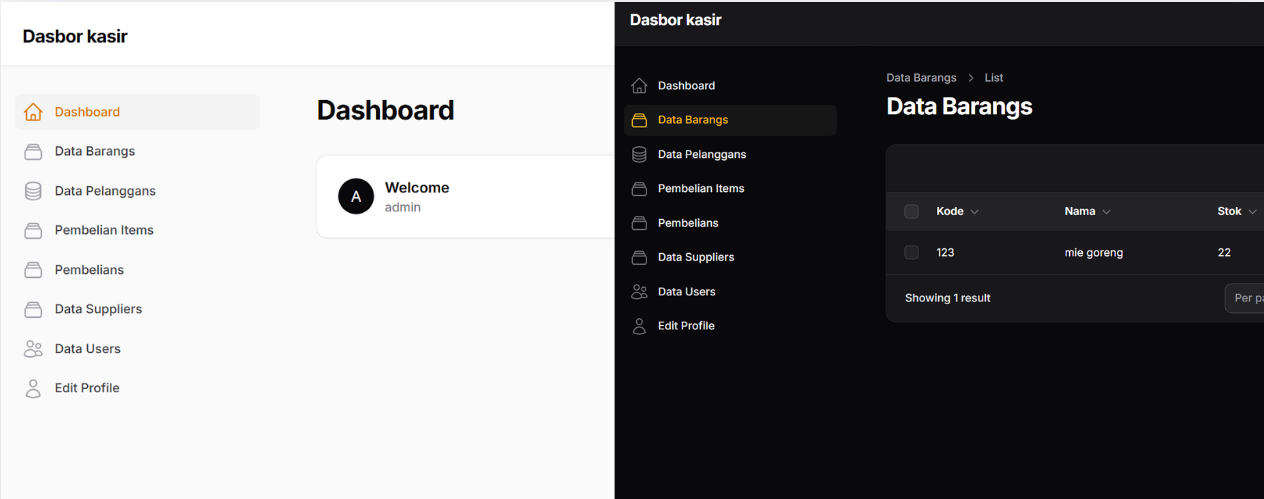 Dasbor kasir
Dashboard
Data Barangs
Data Pelanggans
Pembelian Items
Pembelians
Data Suppliers
Data Users
Edit Profile
Dashboard
A
Welcome
admin
Dasbor kasir
Dashboard
Data Barangs
Data Pelanggans
Pembelian Items
Pembelians
Data Suppliers
Data Users
Edit Profile
Data Barangs > List
Data Barangs
Kode Nama Stok
123 mie goreng 22
Showing 1 result Per pa